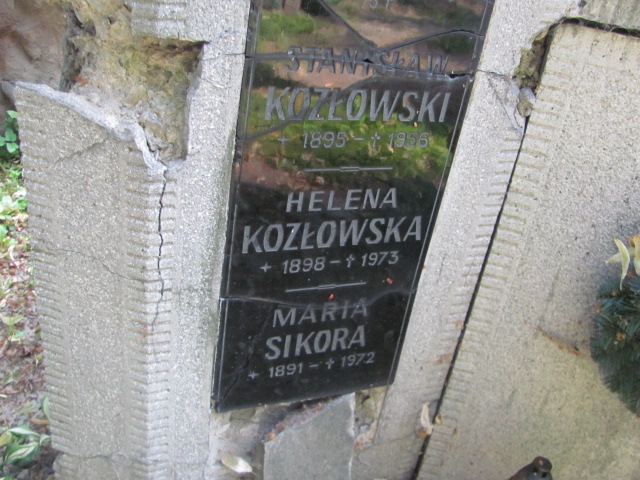 STANISŁAW
KOZŁOWSKI
+ 1895 - † 1956
HELENA
KOZŁOWSKA
+ 1898 - † 1973
MARIA
SIKORA
+ 1891 - † 1972